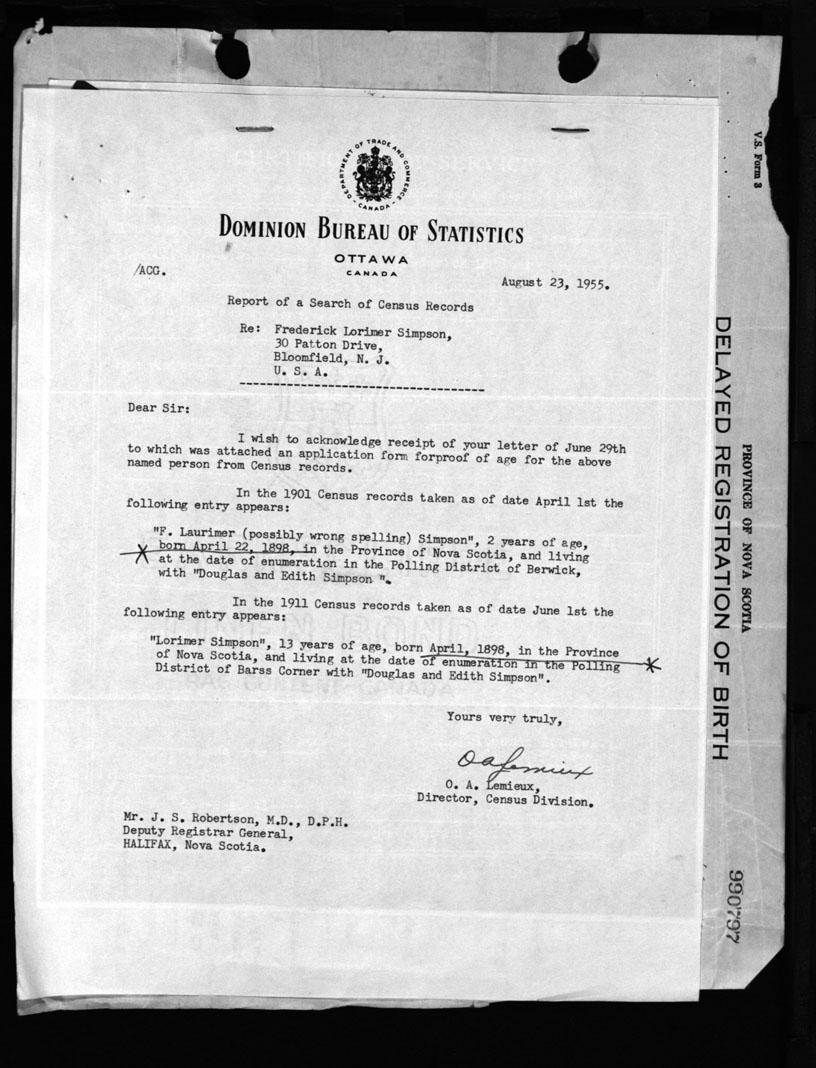 DEPARTMENT OF TRADE AND COMMERCE
CANADA
DOMINION BUREAU OF STATISTICS
OTTAWA
CANADA
/ACG.
August 23, 1955.
Report of a Search of Census Records
Re: Frederick Lorimer Simpson,
30 Patton Drive,
Bloomfield, N. J.
U. S. A.
Dear Sir:
I wish to acknowledge receipt of your letter of June 29th
to which was attached an application form forproof of age for the above
named person from Census records.
In the 1901 Census records taken as of date April 1st the
following entry appears:
"F. Laurimer (possibly wrong spelling) Simpson", 2 years of age,
born April 22, 1898, in the Province of Nova Scotia, and living
at the date of enumeration in the Polling District of Berwick,
with "Douglas and Edith Simpson ".
In the 1911 Census records taken as of date June 1st the
following entry appears:
"Lorimer Simpson", 13 years of age, born April, 1898, in the Province
of Nova Scotia, and living at the date of enumeration in the Polling
District of Barss Corner with "Douglas and Edith Simpson".
Yours very truly,
O A Lemieux
O. A. Lemieux,
Director, Census Division.
Mr. J. S. Robertson, M.D., D.P.H.
Deputy Registrar General,
HALIFAX, Nova Scotia.
V.S. Form 3
PROVINCE OF NOVA SCOTIA
DELAYED REGISTRATION OF BIRTH
990797